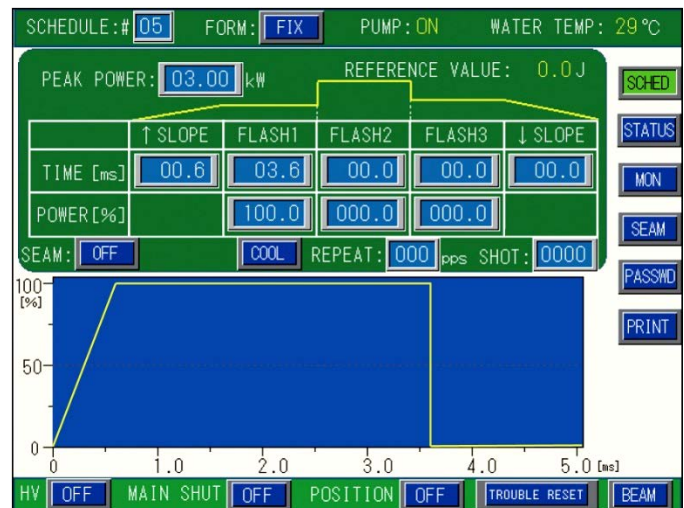 SCHEDULE:# 05 FORM: FIX PUMP: ON WATER TEMP: 29℃
PEAK POWER: 03.00 kW REFERENCE VALUE: 0.0J
SCHED
↑ SLOPE FLASH1 FLASH2 FLASH3 ↓ SLOPE
STATUS
TIME [ms] 00.6 03.6 00.0 00.0 00.0
MON
POWER[%] 100.0 000.0 000.0
SEAM
SEAM: OFF COOL REPEAT: 000 pps SHOT: 0000
PASSWD
100
[%]
PRINT
50
0
0 1.0 2.0 3.0 4.0 5.0 [ms]
HV OFF MAIN SHUT OFF POSITION OFF TROUBLE RESET BEAM